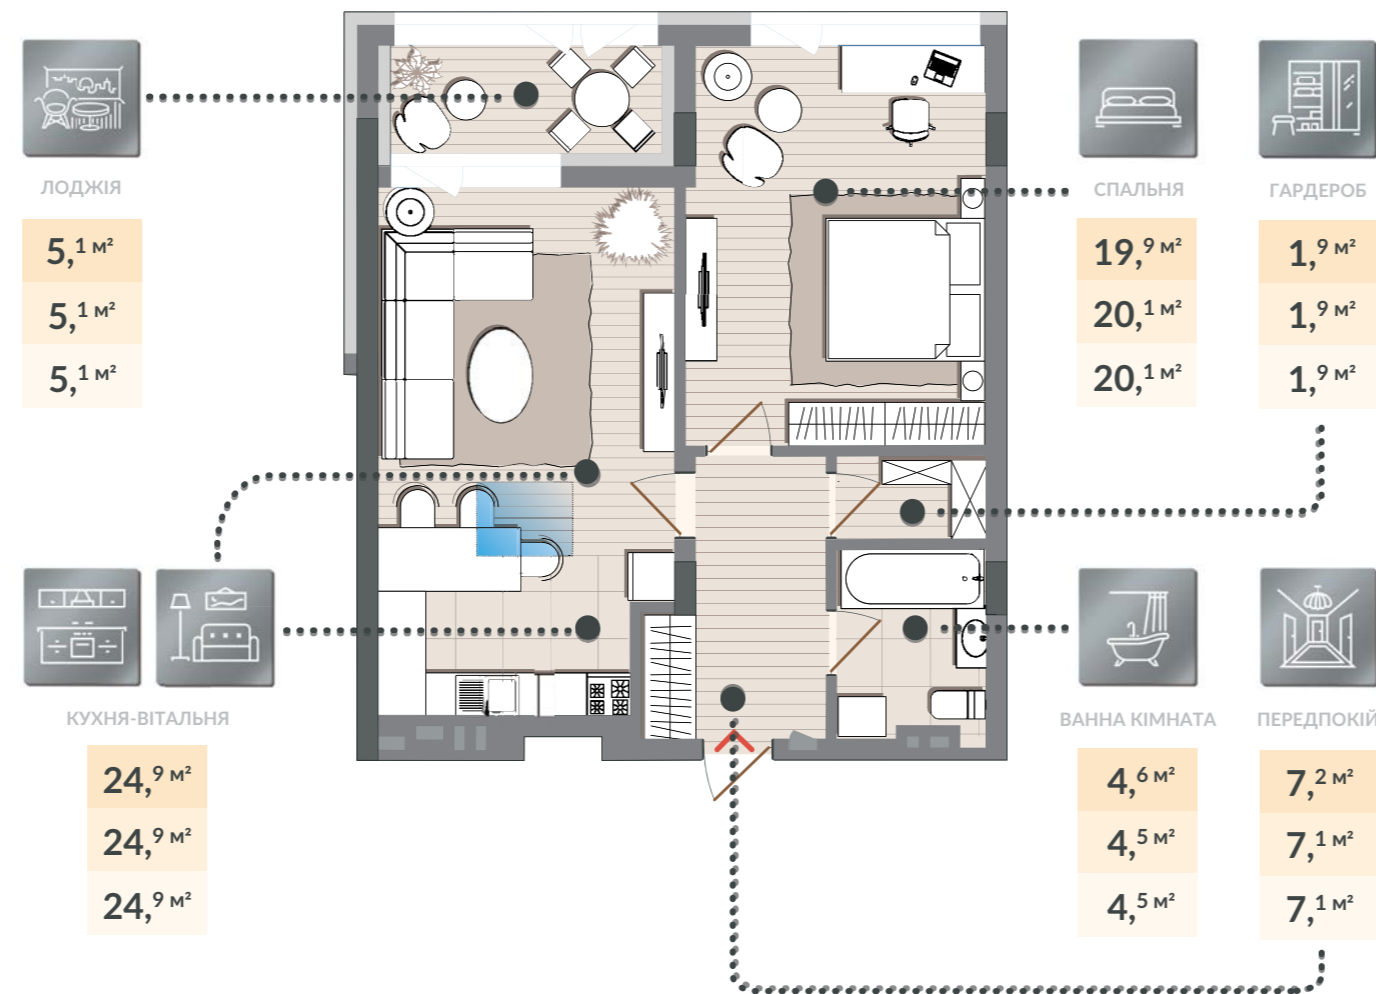 ЛОДЖІЯ
5,1 м²
5,1 м²
5,1 м²
СПАЛЬНЯ
19,9 м²
20,1 м²
20,1 м²
ГАРДЕРОБ
1,9 м²
1,9 м²
1,9 м²
КУХНЯ-ВІТАЛЬНЯ
24,9 м²
24,9 м²
24,9 м²
ВАННА КІМНАТА
4,6 м²
4,5 м²
4,5 м²
ПЕРЕДПОКІЙ
7,2 м²
7,1 м²
7,1 м²